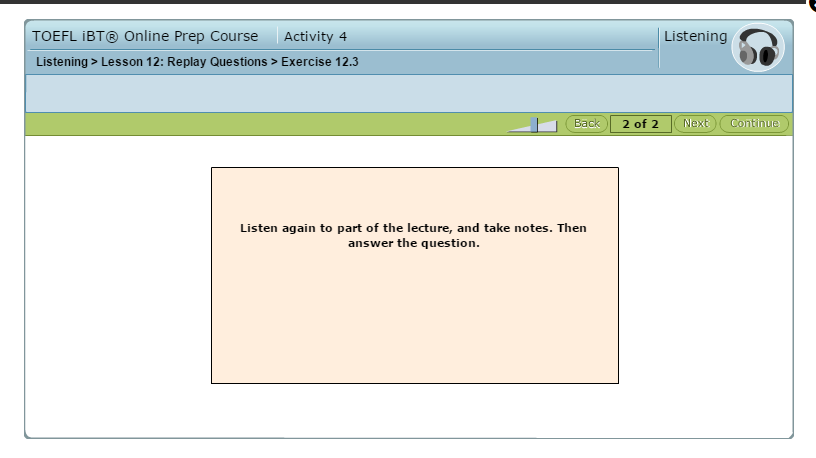 TOEFL iBT® Online Prep Course Activity 4 Listening
Listening > Lesson 12: Replay Questions > Exercise 12.3
Back 2 of 2 Next Continue
Listen again to part of the lecture, and take notes. Then
answer the question.